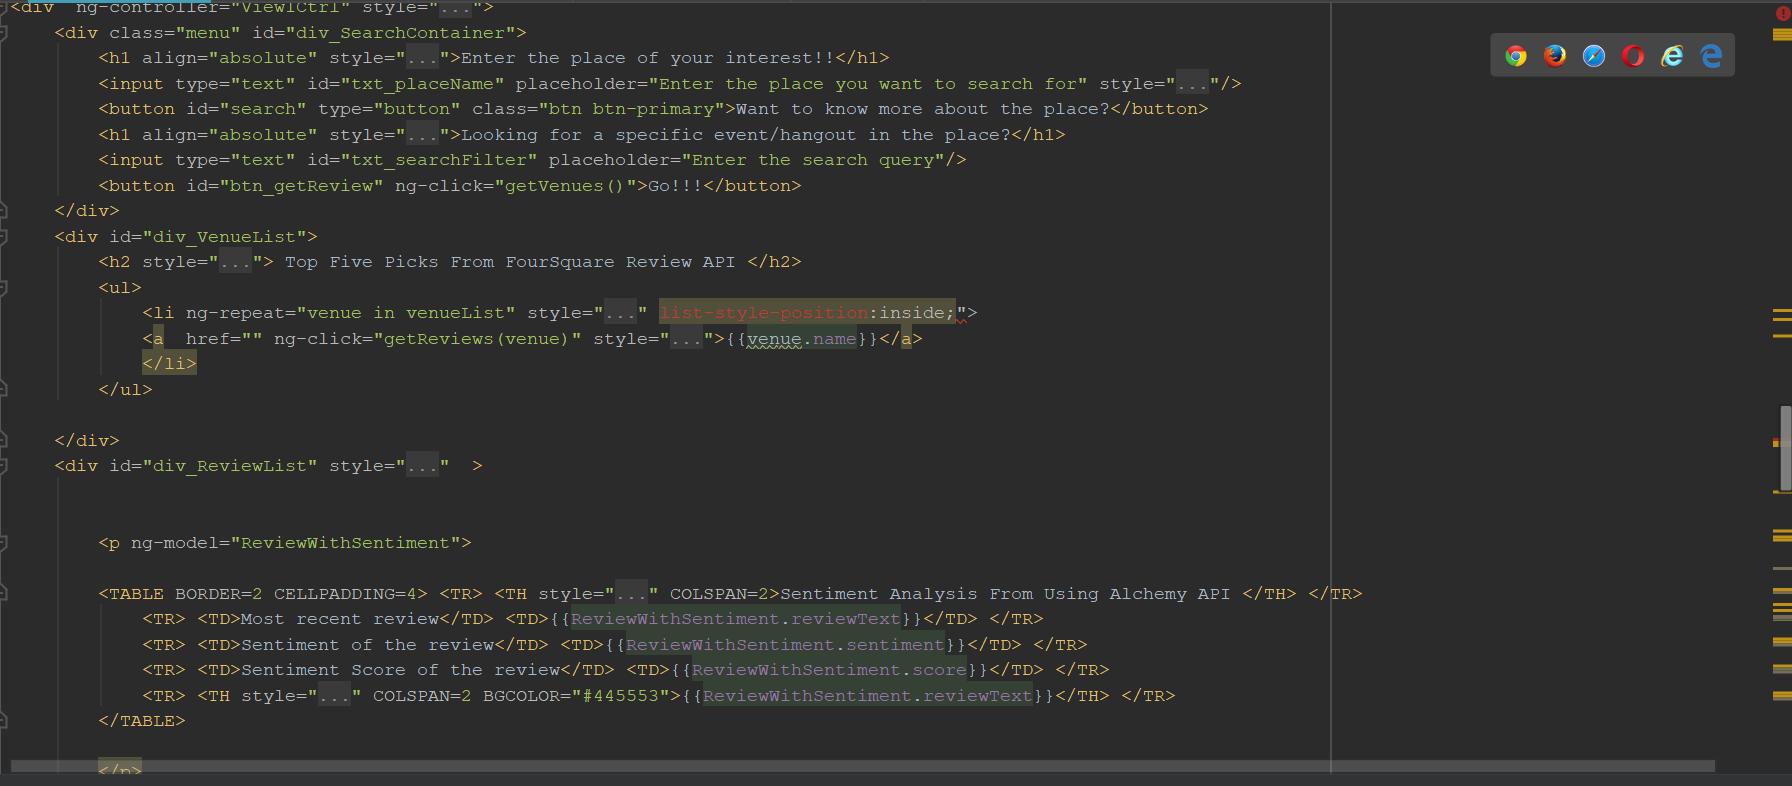 <div  ng-controller="View1Ctrl" style="...">
<div class="menu" id="div_SearchContainer">
<h1 align="absolute" style="...">Enter the place of your interest!!</h1>
<input type="text" id="txt_placeName" placeholder="Enter the place you want to search for" style="..."/>
<button id="search" type="button" class="btn btn-primary">Want to know more about the place?</button>
<h1 align="absolute" style="...">Looking for a specific event/hangout in the place?</h1>
<input type="text" id="txt_searchFilter" placeholder="Enter the search query"/>
<button id="btn_getReview" ng-click="getVenues()">Go!!!</button>
</div>
<div id="div_VenueList">
<h2 style="..."> Top Five Picks From FourSquare Review API </h2>
<ul>
<li ng-repeat="venue in venueList" style="..." list-style-position:inside;">
<a  href="" ng-click="getReviews(venue)" style="...">{{venue.name}}</a>
</li>
</ul>
</div>
<div id="div_ReviewList" style="..."  >
<p ng-model="ReviewWithSentiment">
<TABLE BORDER=2 CELLPADDING=4> <TR> <TH style="..." COLSPAN=2>Sentiment Analysis From Using Alchemy API </TH> </TR>
<TR> <TD>Most recent review</TD> <TD>{{ReviewWithSentiment.reviewText}}</TD> </TR>
<TR> <TD>Sentiment of the review</TD> <TD>{{ReviewWithSentiment.sentiment}}</TD> </TR>
<TR> <TD>Sentiment Score of the review</TD> <TD>{{ReviewWithSentiment.score}}</TD> </TR>
<TR> <TH style="..." COLSPAN=2 BGCOLOR="#445553">{{ReviewWithSentiment.reviewText}}</TH> </TR>
</TABLE>
</p>